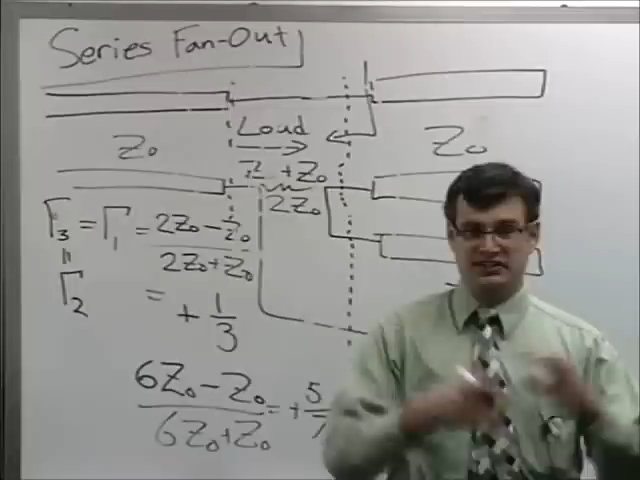 Series Fan-Out
Load
Z₀
Z₀
Z₀ + Z₀
2Z₀
Γ₃ = Γ₁ = 2Z₀ - Z₀
2Z₀ + Z₀
=
Γ₂
= + 1
3
6Z₀ - Z₀ = + 5
6Z₀ + Z₀ 7